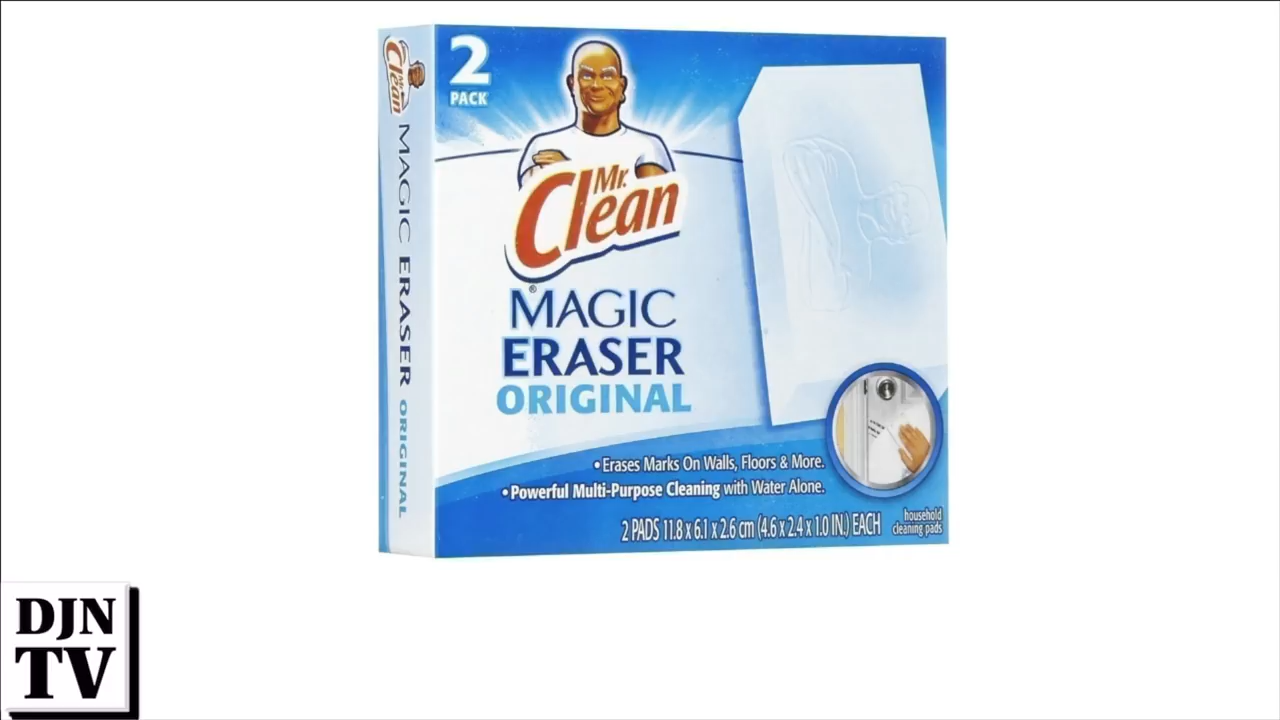 2
PACK
Mr.
Clean
®
MAGIC
ERASER
ORIGINAL
• Erases Marks On Walls, Floors & More.
• Powerful Multi-Purpose Cleaning with Water Alone.
2 PADS 11.8 x 6.1 x 2.6 cm (4.6 x 2.4 x 1.0 IN.) EACH
household
cleaning pads
Mr.
Clean
MAGIC ERASER ORIGINAL
DJN
TV